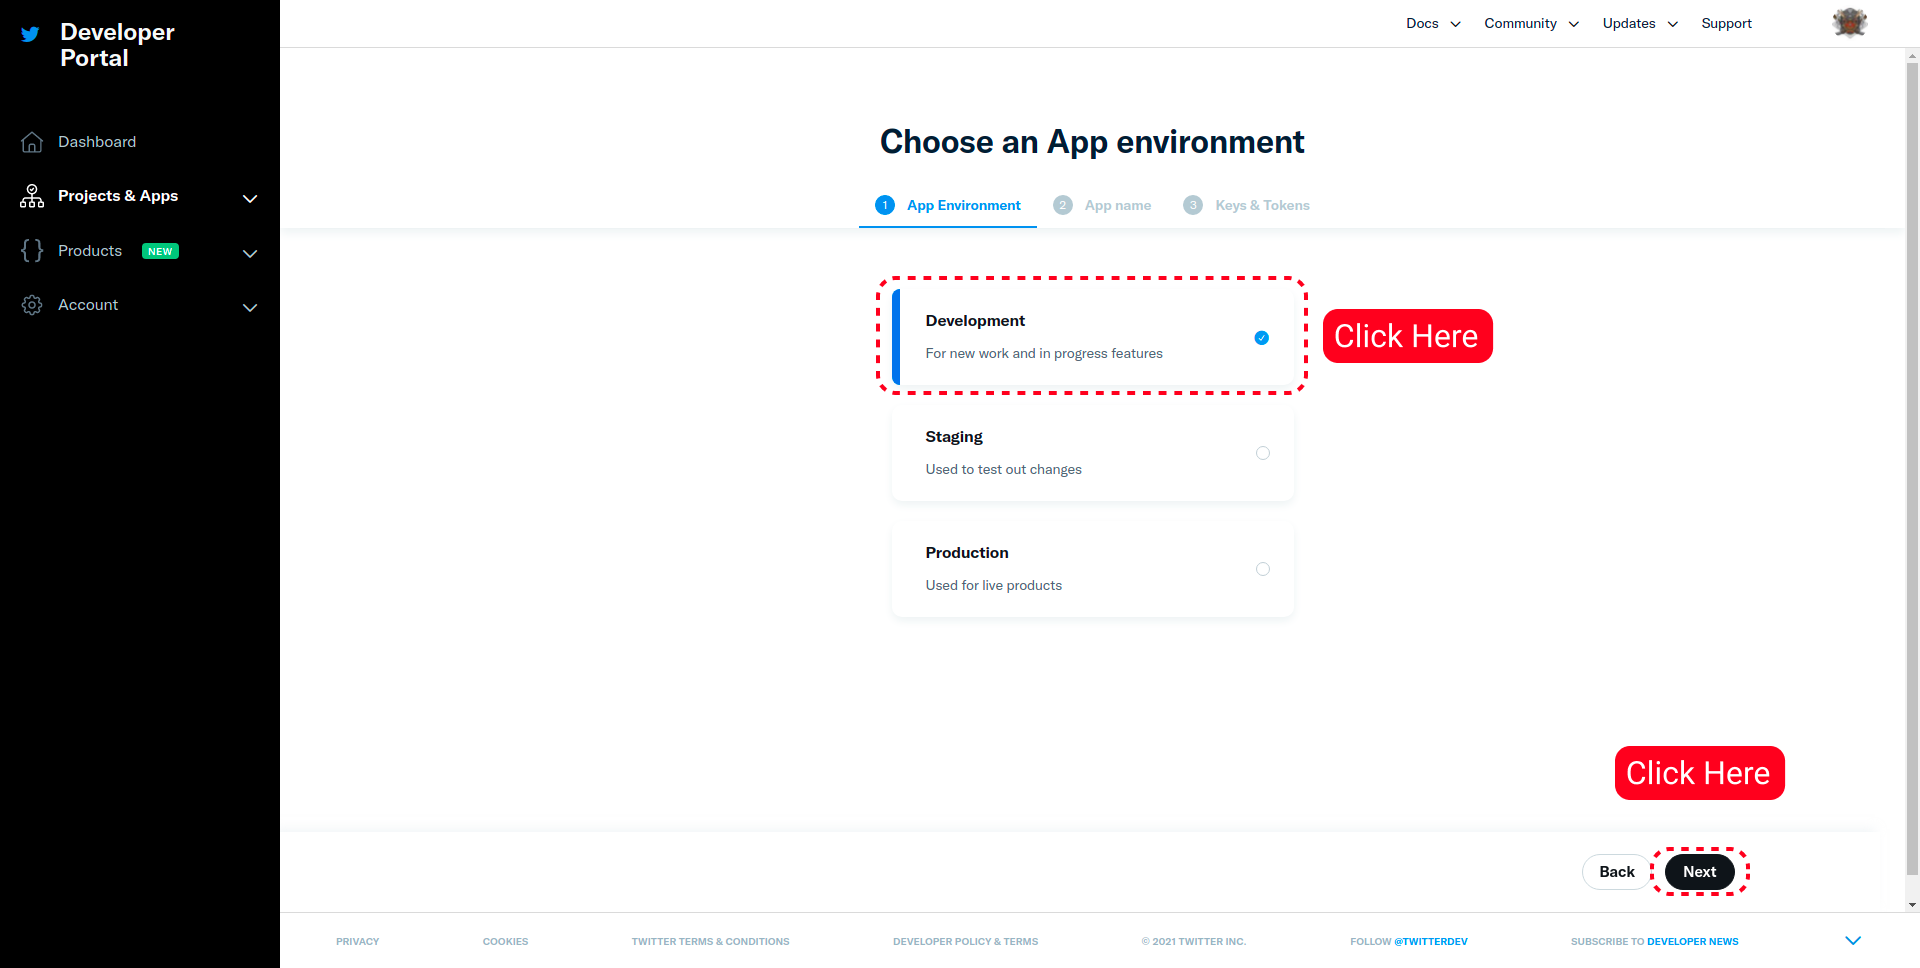 Developer
Portal
Docs Community Updates Support
Dashboard
Projects & Apps
Products NEW
Account
Choose an App environment
1 App Environment 2 App name 3 Keys & Tokens
Development
For new work and in progress features
Click Here
Staging
Used to test out changes
Production
Used for live products
Click Here
Back Next
PRIVACY COOKIES TWITTER TERMS & CONDITIONS DEVELOPER POLICY & TERMS © 2021 TWITTER INC. FOLLOW @TWITTERDEV SUBSCRIBE TO DEVELOPER NEWS